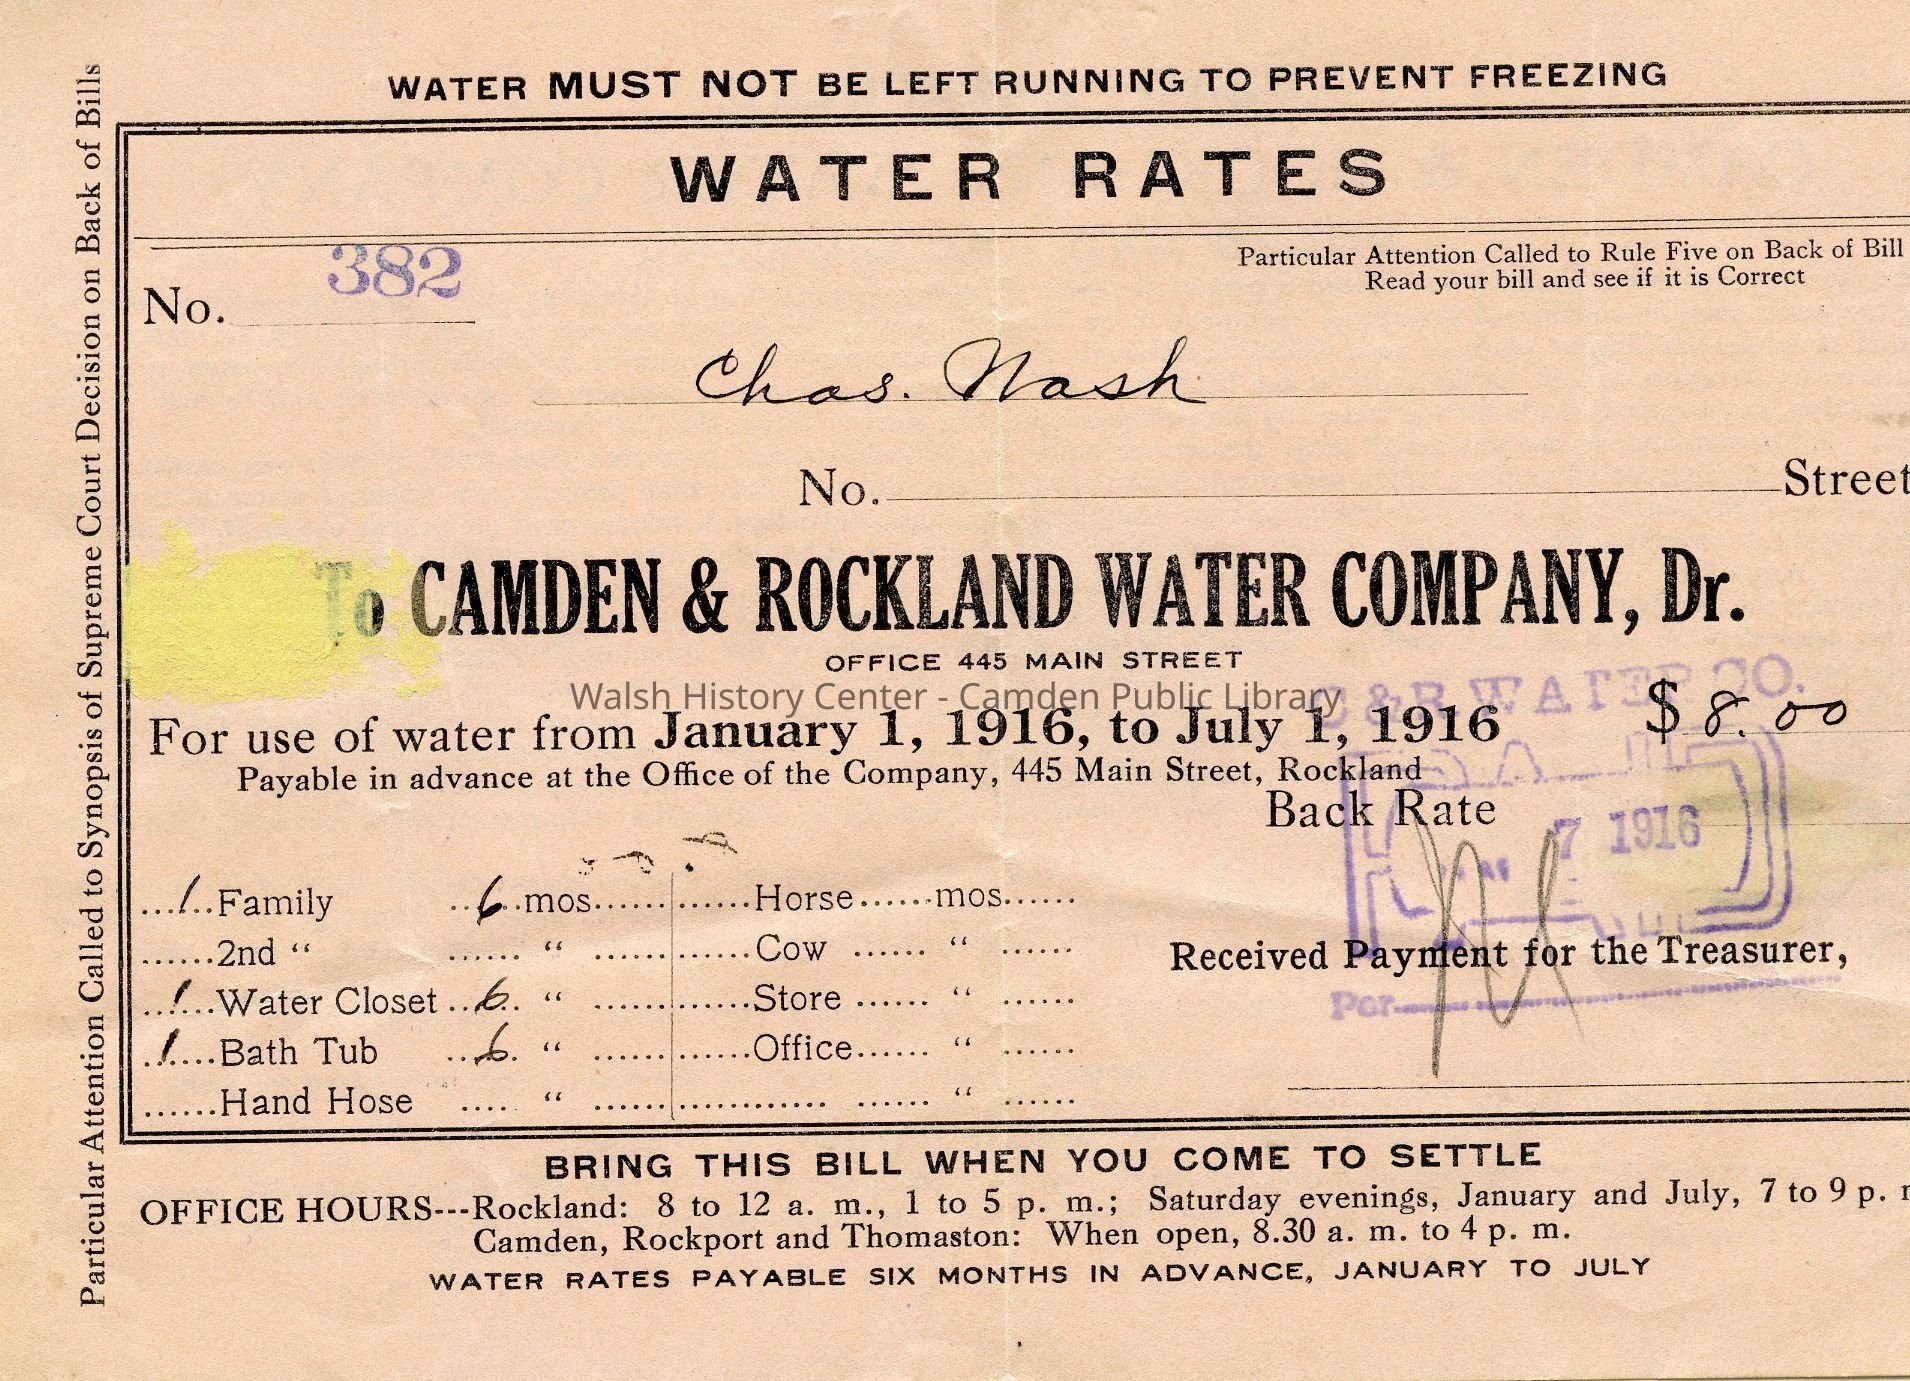 WATER MUST NOT BE LEFT RUNNING TO PREVENT FREEZING
Particular Attention Called to Synopsis of Supreme Court Decision on Back of Bills
WATER RATES
No. 382
Particular Attention Called to Rule Five on Back of Bill
Read your bill and see if it is Correct
Chas. Nash
No. Street
To CAMDEN & ROCKLAND WATER COMPANY, Dr.
OFFICE 445 MAIN STREET
Walsh History Center - Camden Public Library
C & R WATER CO.
For use of water from January 1, 1916, to July 1, 1916 $8.00
Payable in advance at the Office of the Company, 445 Main Street, Rockland
Back Rate
7 1916
1 Family 6 mos. Horse mos.
2nd “ “ Cow “
1 Water Closet 6 “ Store “
1 Bath Tub 6 “ Office “
Hand Hose “ “
Received Payment for the Treasurer,
Per
BRING THIS BILL WHEN YOU COME TO SETTLE
OFFICE HOURS---Rockland: 8 to 12 a. m., 1 to 5 p. m.; Saturday evenings, January and July, 7 to 9 p.
Camden, Rockport and Thomaston: When open, 8.30 a. m. to 4 p. m.
WATER RATES PAYABLE SIX MONTHS IN ADVANCE, JANUARY TO JULY